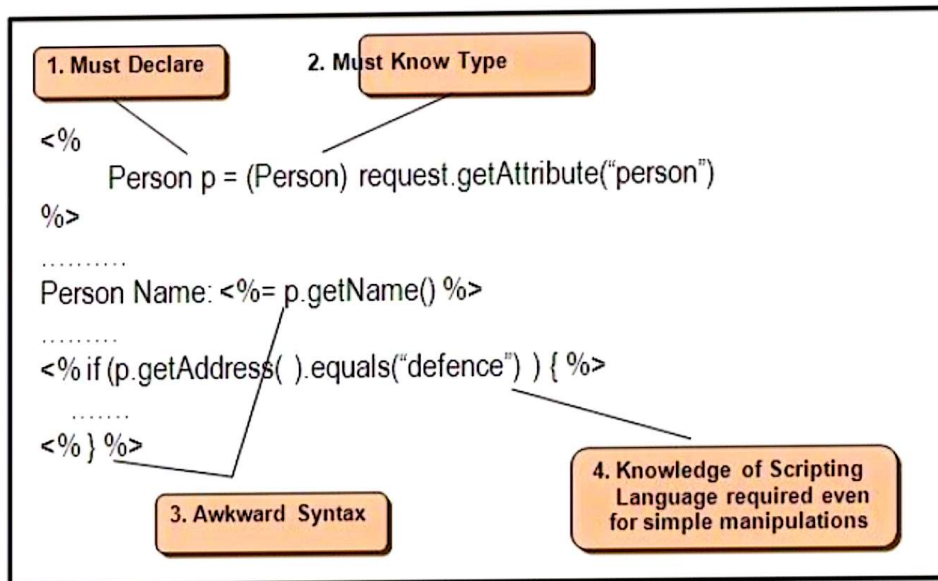 1. Must Declare
2. Must Know Type
<%
Person p = (Person) request.getAttribute(“person”)
%>
..........
Person Name: <%= p.getName() %>
.........
<% if (p.getAddress( ).equals(“defence”) ) { %>
.......
<% } %>
3. Awkward Syntax
4. Knowledge of Scripting
Language required even
for simple manipulations